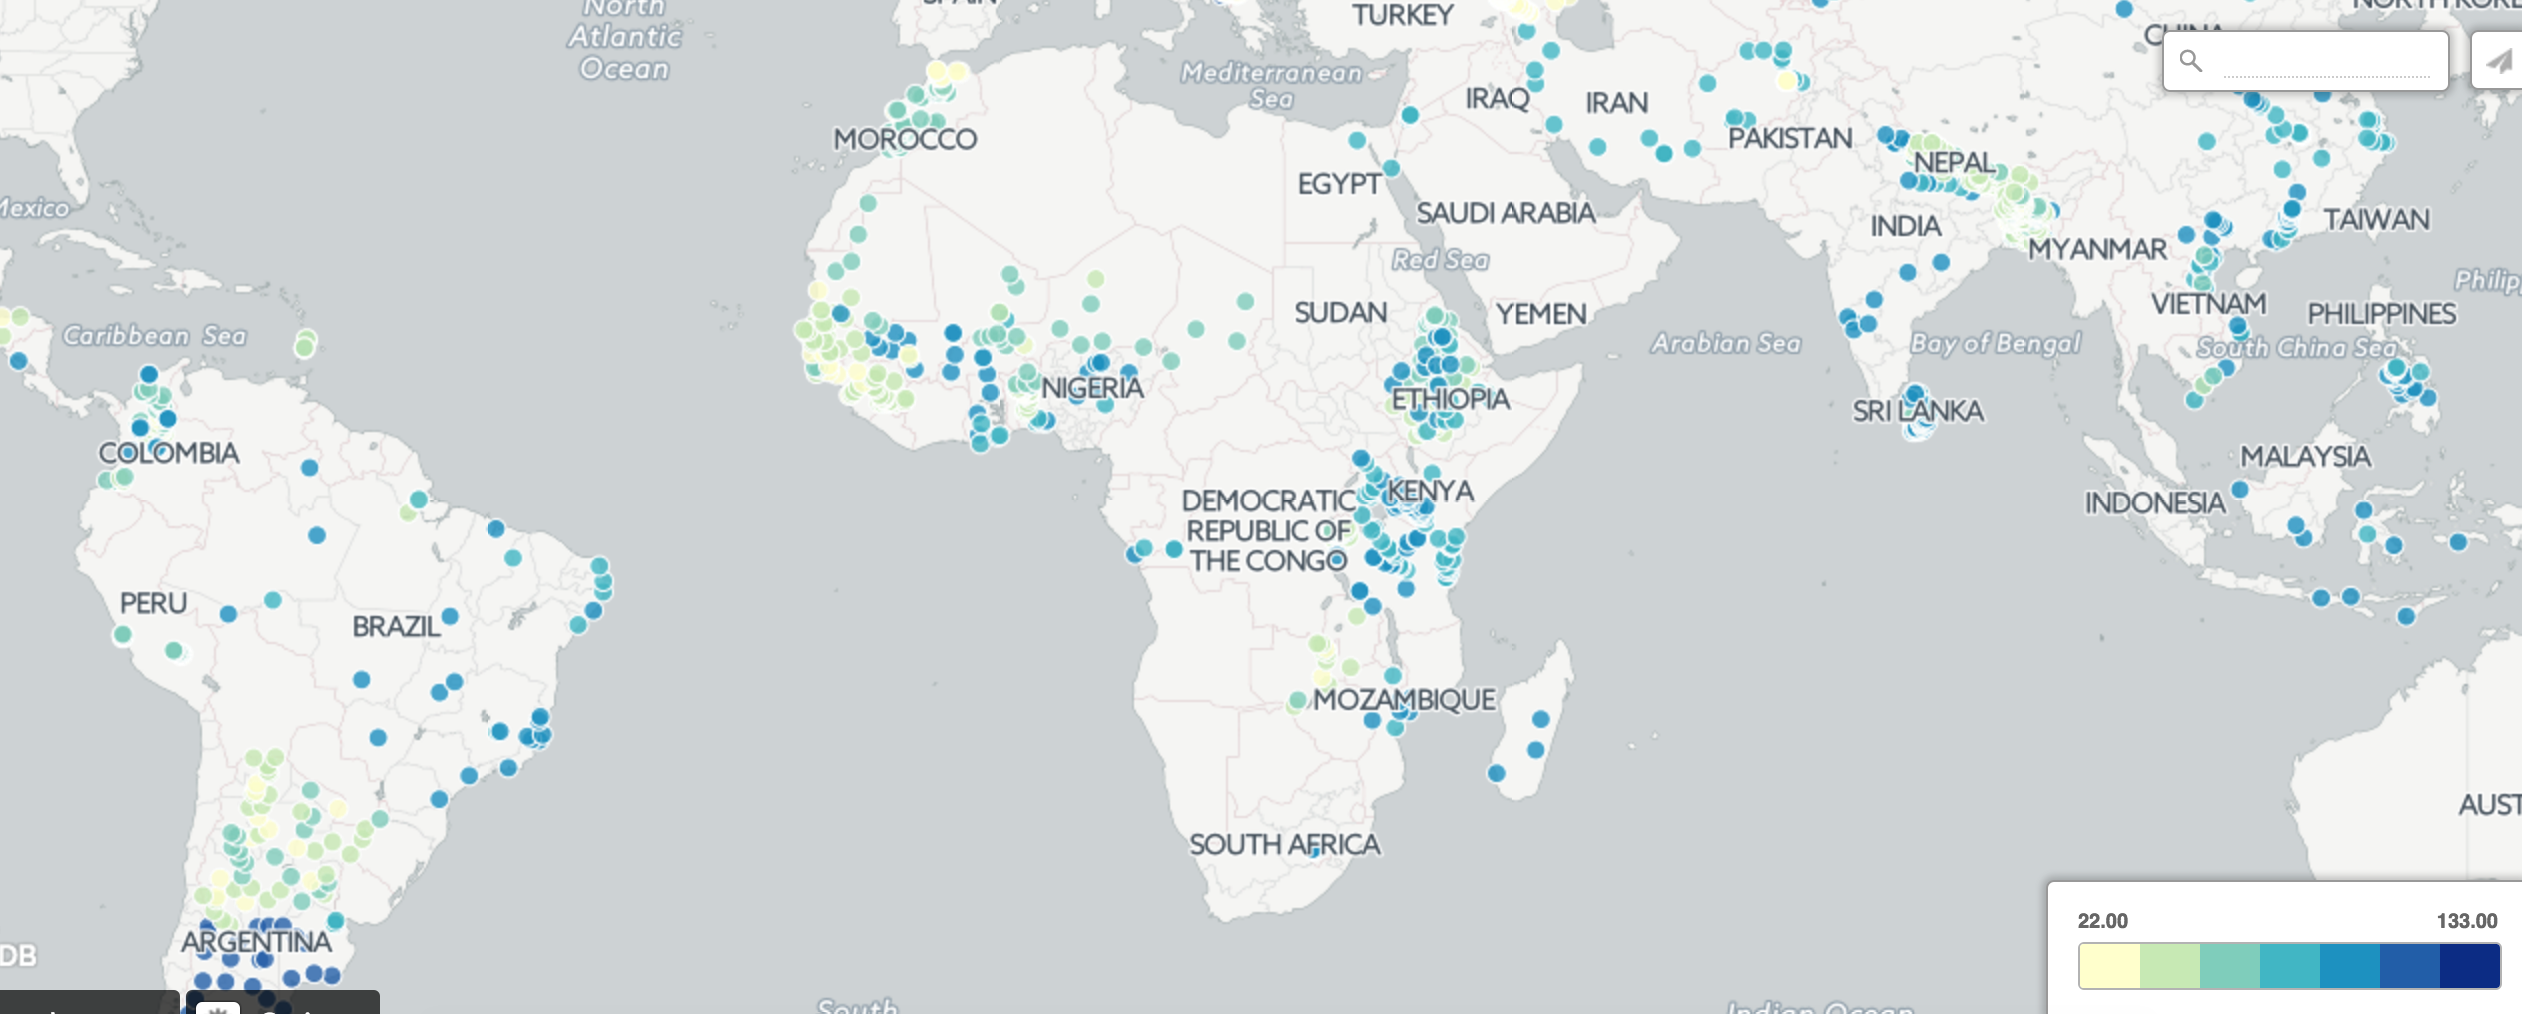 SPAIN
NORTH KOREA
North
Atlantic
Ocean
TURKEY
CHINA
Mediterranean
Sea
IRAQ
IRAN
MOROCCO
PAKISTAN
NEPAL
EGYPT
Mexico
SAUDI ARABIA
INDIA
TAIWAN
MYANMAR
Red Sea
Philip
Caribbean Sea
SUDAN
YEMEN
VIETNAM
PHILIPPINES
Arabian Sea
Bay of Bengal
South China Sea
NIGERIA
ETHIOPIA
SRI LANKA
COLOMBIA
MALAYSIA
KENYA
DEMOCRATIC
REPUBLIC OF
THE CONGO
INDONESIA
PERU
BRAZIL
MOZAMBIQUE
AUST
SOUTH AFRICA
22.00 133.00
ARGENTINA
DB
South
Indian Ocean